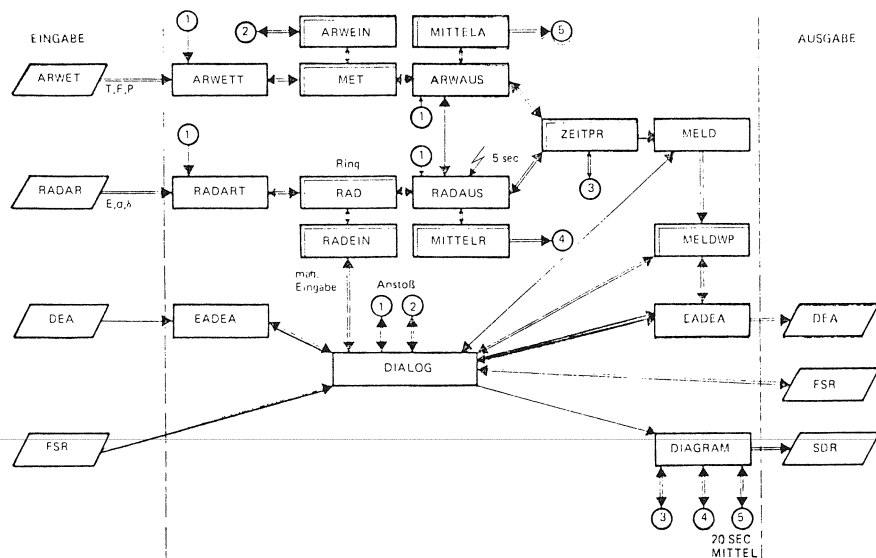 EINGABE
AUSGABE
1
2
ARWEIN
MITTELA
5
ARWET
T,F,P
ARWETT
MET
ARWAUS
1
1
ZEITPR
MELD
5 sec
3
Ring
1
RADAR
RADART
RAD
RADAUS
RADEIN
MITTELR
4
MELDWP
man.
Eingabe
Anstoß
1
2
DEA
EADEA
EADEA
DEA
DIALOG
FSR
FSR
DIAGRAM
SDR
3
4
5
20 SEC
MITTEL